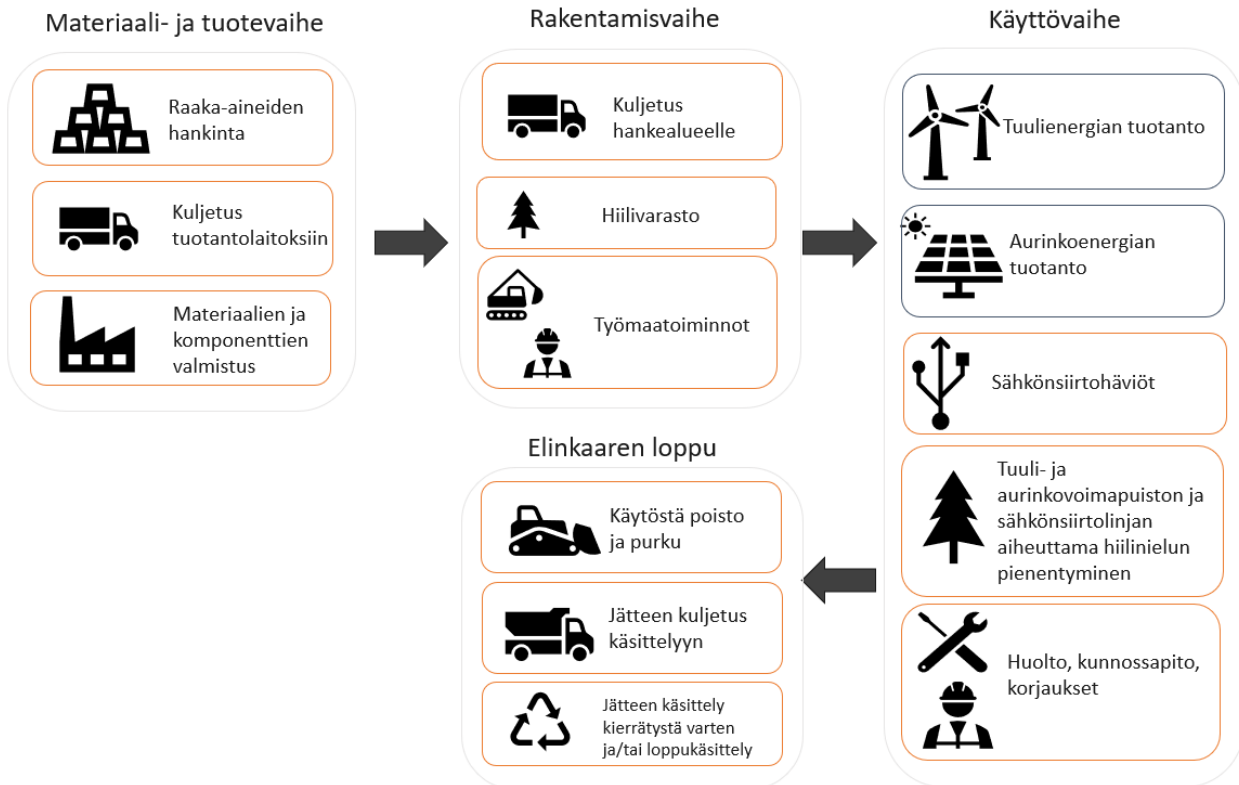 Materiaali- ja tuotevaihe
Raaka-aineiden
hankinta
Kuljetus
tuotantolaitoksiin
Materiaalien ja
komponenttien
valmistus
Rakentamisvaihe
Kuljetus
hankealueelle
Hiilivarasto
Työmaatoiminnot
Käyttövaihe
Tuulienergian tuotanto
Aurinkoenergian
tuotanto
Sähkönsiirtohäviöt
Tuuli- ja
aurinkovoimapuiston ja
sähkönsiirtolinjan
aiheuttama hiilinielun
pienentyminen
Huolto, kunnossapito,
korjaukset
Elinkaaren loppu
Käytöstä poisto
ja purku
Jätteen kuljetus
käsittelyyn
Jätteen käsittely
kierrätystä varten
ja/tai loppukäsittely